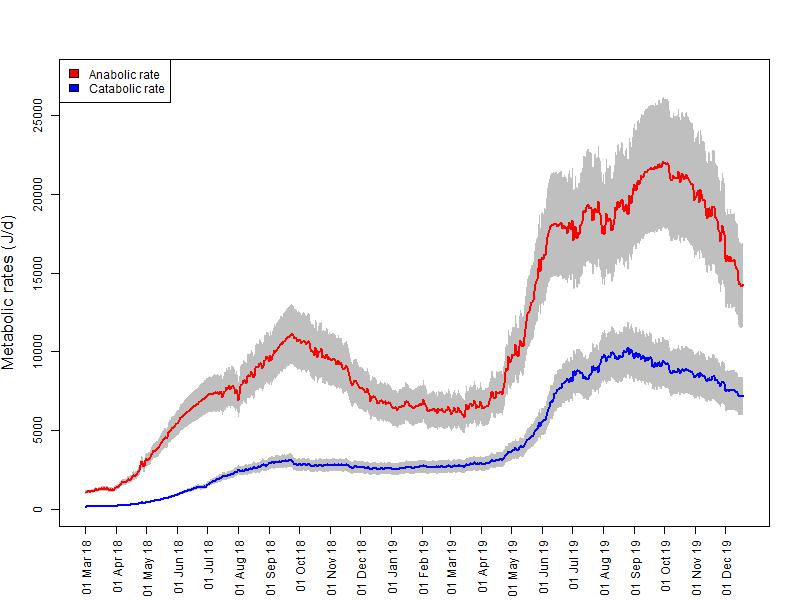 Anabolic rate
Catabolic rate
Metabolic rates (J/d)
25000
20000
15000
10000
5000
0
01 Mar 18
01 Apr 18
01 May 18
01 Jun 18
01 Jul 18
01 Aug 18
01 Sep 18
01 Oct 18
01 Nov 18
01 Dec 18
01 Jan 19
01 Feb 19
01 Mar 19
01 Apr 19
01 May 19
01 Jun 19
01 Jul 19
01 Aug 19
01 Sep 19
01 Oct 19
01 Nov 19
01 Dec 19